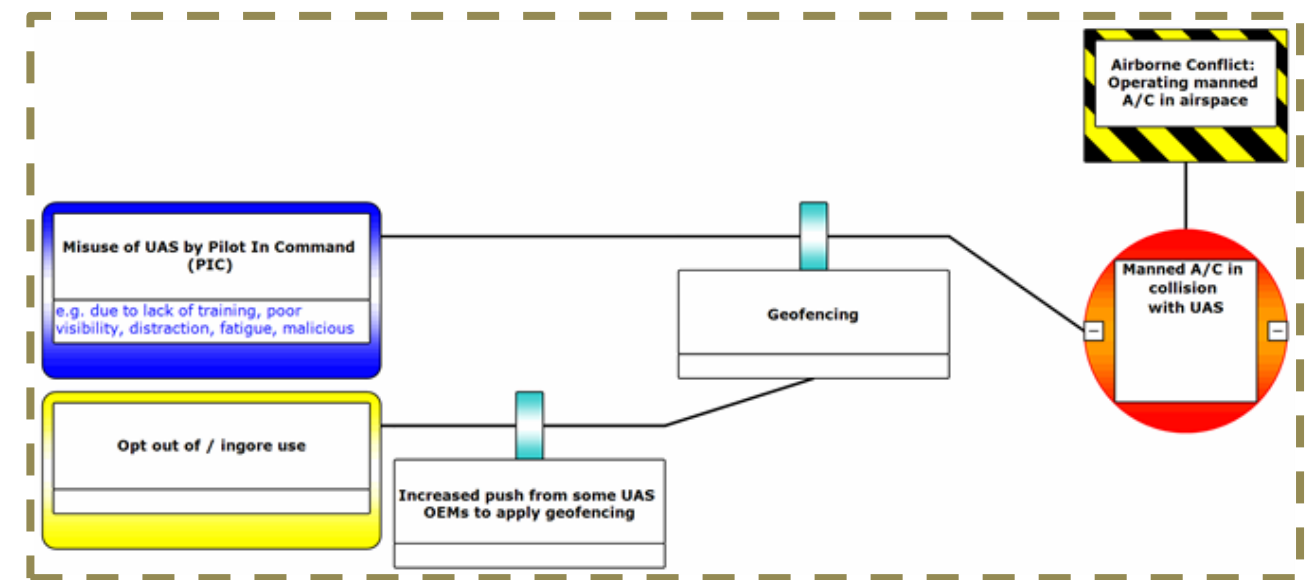 Airborne Conflict:
Operating manned
A/C in airspace
Misuse of UAS by Pilot In Command
(PIC)
e.g. due to lack of training, poor
visibility, distraction, fatigue, malicious
Geofencing
Manned A/C in
collision
with UAS
Opt out of / ingore use
Increased push from some UAS
OEMs to apply geofencing